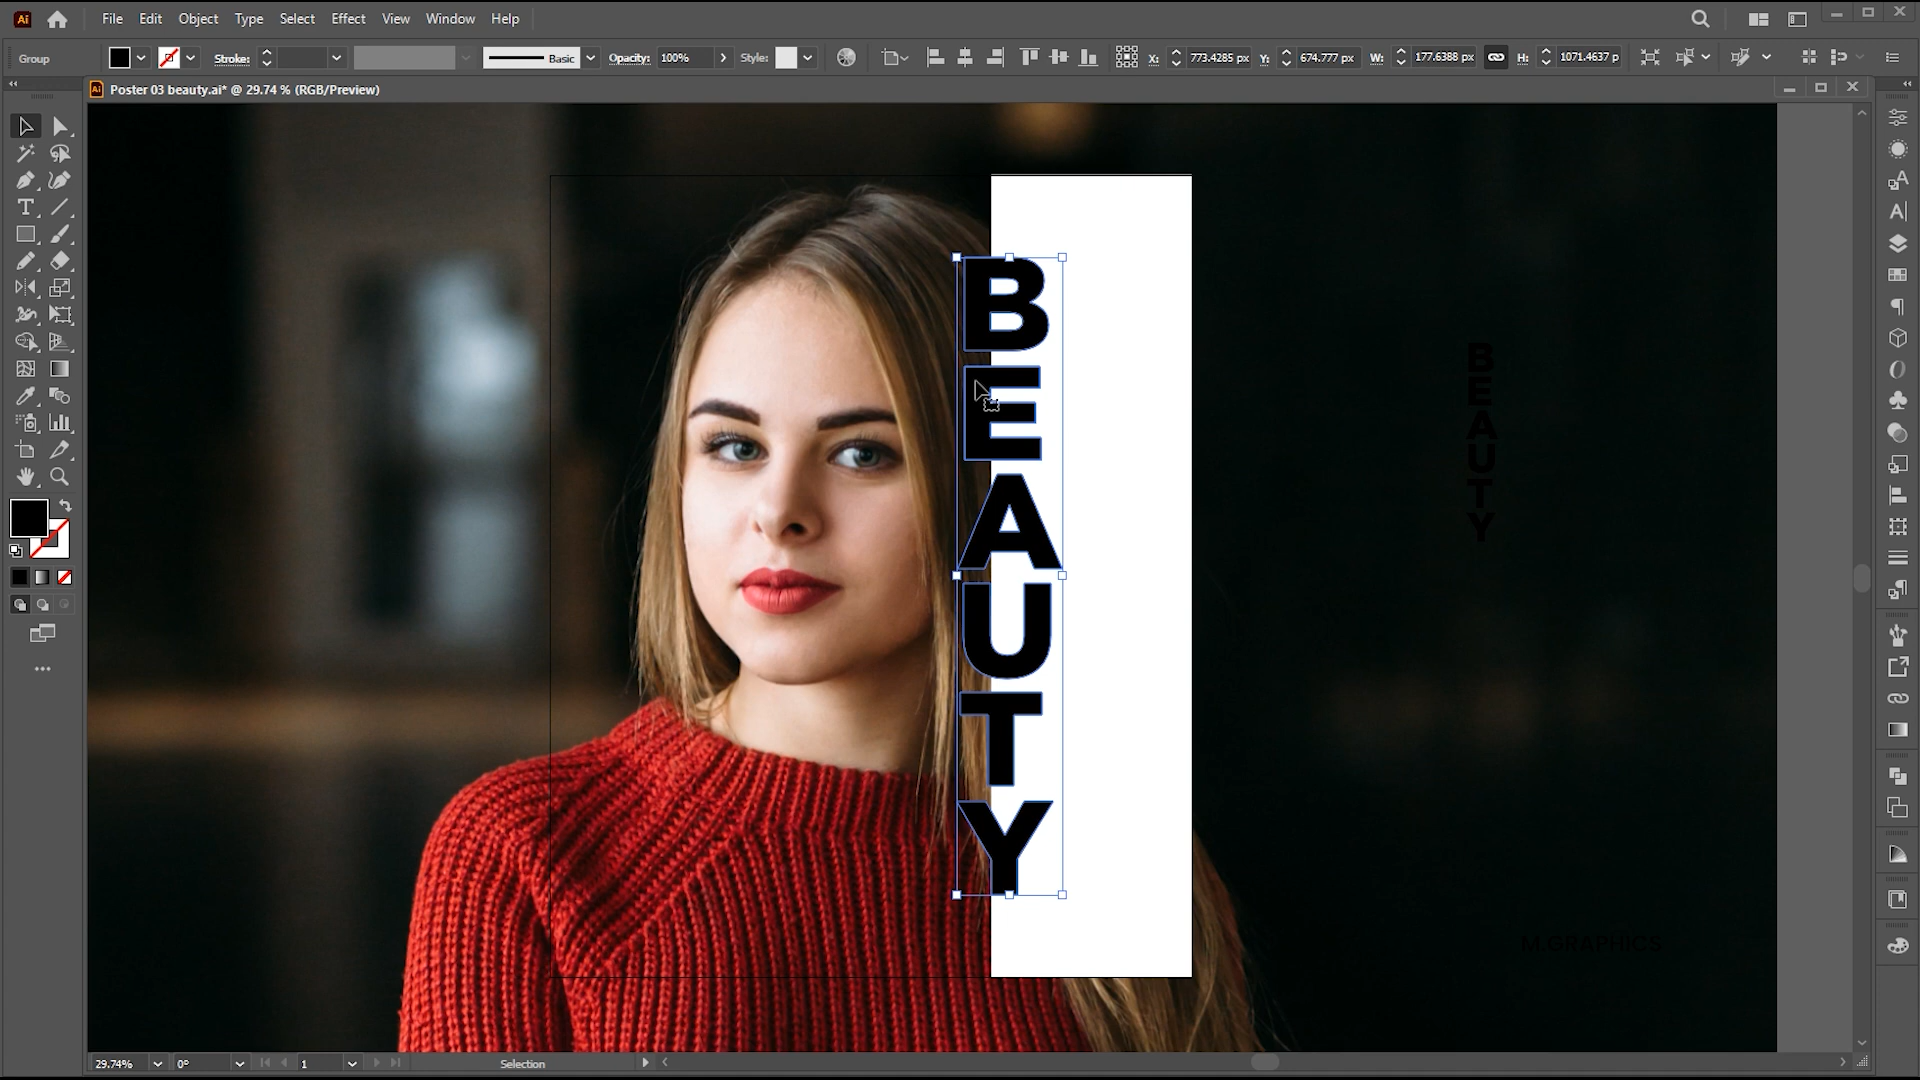 Ai File Edit Object Type Select Effect View Window Help
Group Stroke: Basic Opacity: 100% Style: X: 773.4285 px Y: 674.777 px W: 177.6388 px H: 1071.4637 p
Ai Poster 03 beauty.ai* @ 29.74 % (RGB/Preview)
B
E
A
U
T
Y
B
E
A
U
T
Y
M.GRAPHICS
29.74% 0° 1 Selection